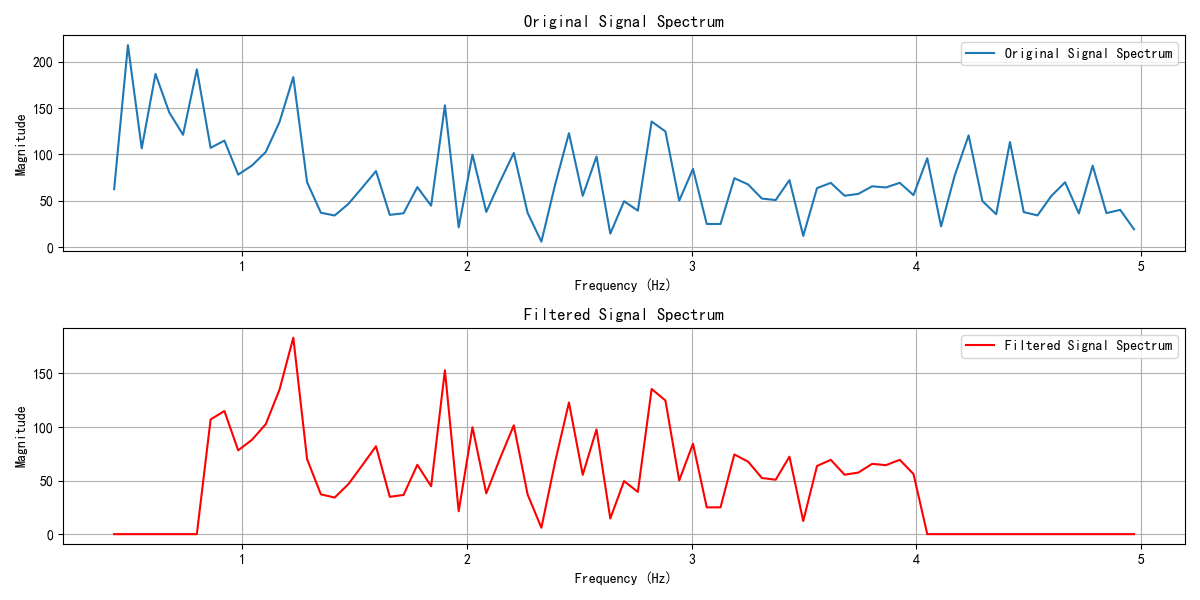 Original Signal Spectrum
Original Signal Spectrum
Magnitude
200
150
100
50
0
1 2 3 4 5
Frequency (Hz)
Filtered Signal Spectrum
Filtered Signal Spectrum
Magnitude
150
100
50
0
1 2 3 4 5
Frequency (Hz)